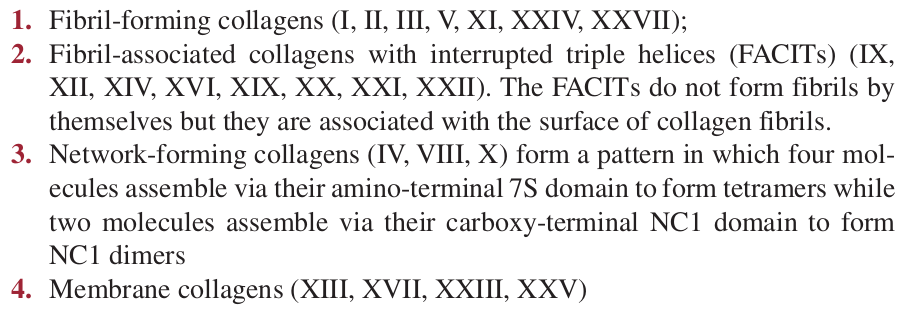 1. Fibril-forming collagens (I, II, III, V, XI, XXIV, XXVII);
2. Fibril-associated collagens with interrupted triple helices (FACITs) (IX,
XII, XIV, XVI, XIX, XX, XXI, XXII). The FACITs do not form fibrils by
themselves but they are associated with the surface of collagen fibrils.
3. Network-forming collagens (IV, VIII, X) form a pattern in which four mol-
ecules assemble via their amino-terminal 7S domain to form tetramers while
two molecules assemble via their carboxy-terminal NC1 domain to form
NC1 dimers
4. Membrane collagens (XIII, XVII, XXIII, XXV)